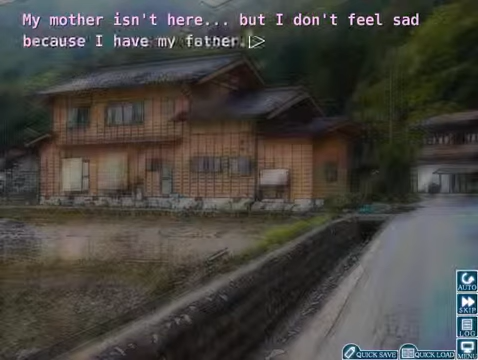 My mother isn't here... but I don't feel sad
because I have my father.
AUTO
SKIP
LOG
MENU
QUICK SAVE
QUICK LOAD